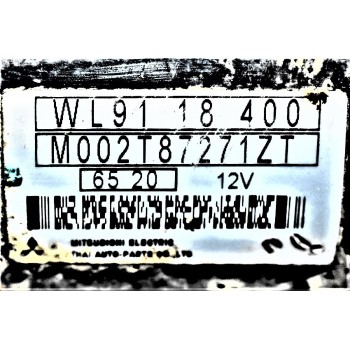 WL91 18 400
M002T87271ZT
65 20 12V
MITSUBISHI ELECTRIC
THAI AUTO-PARTS CO.,LTD